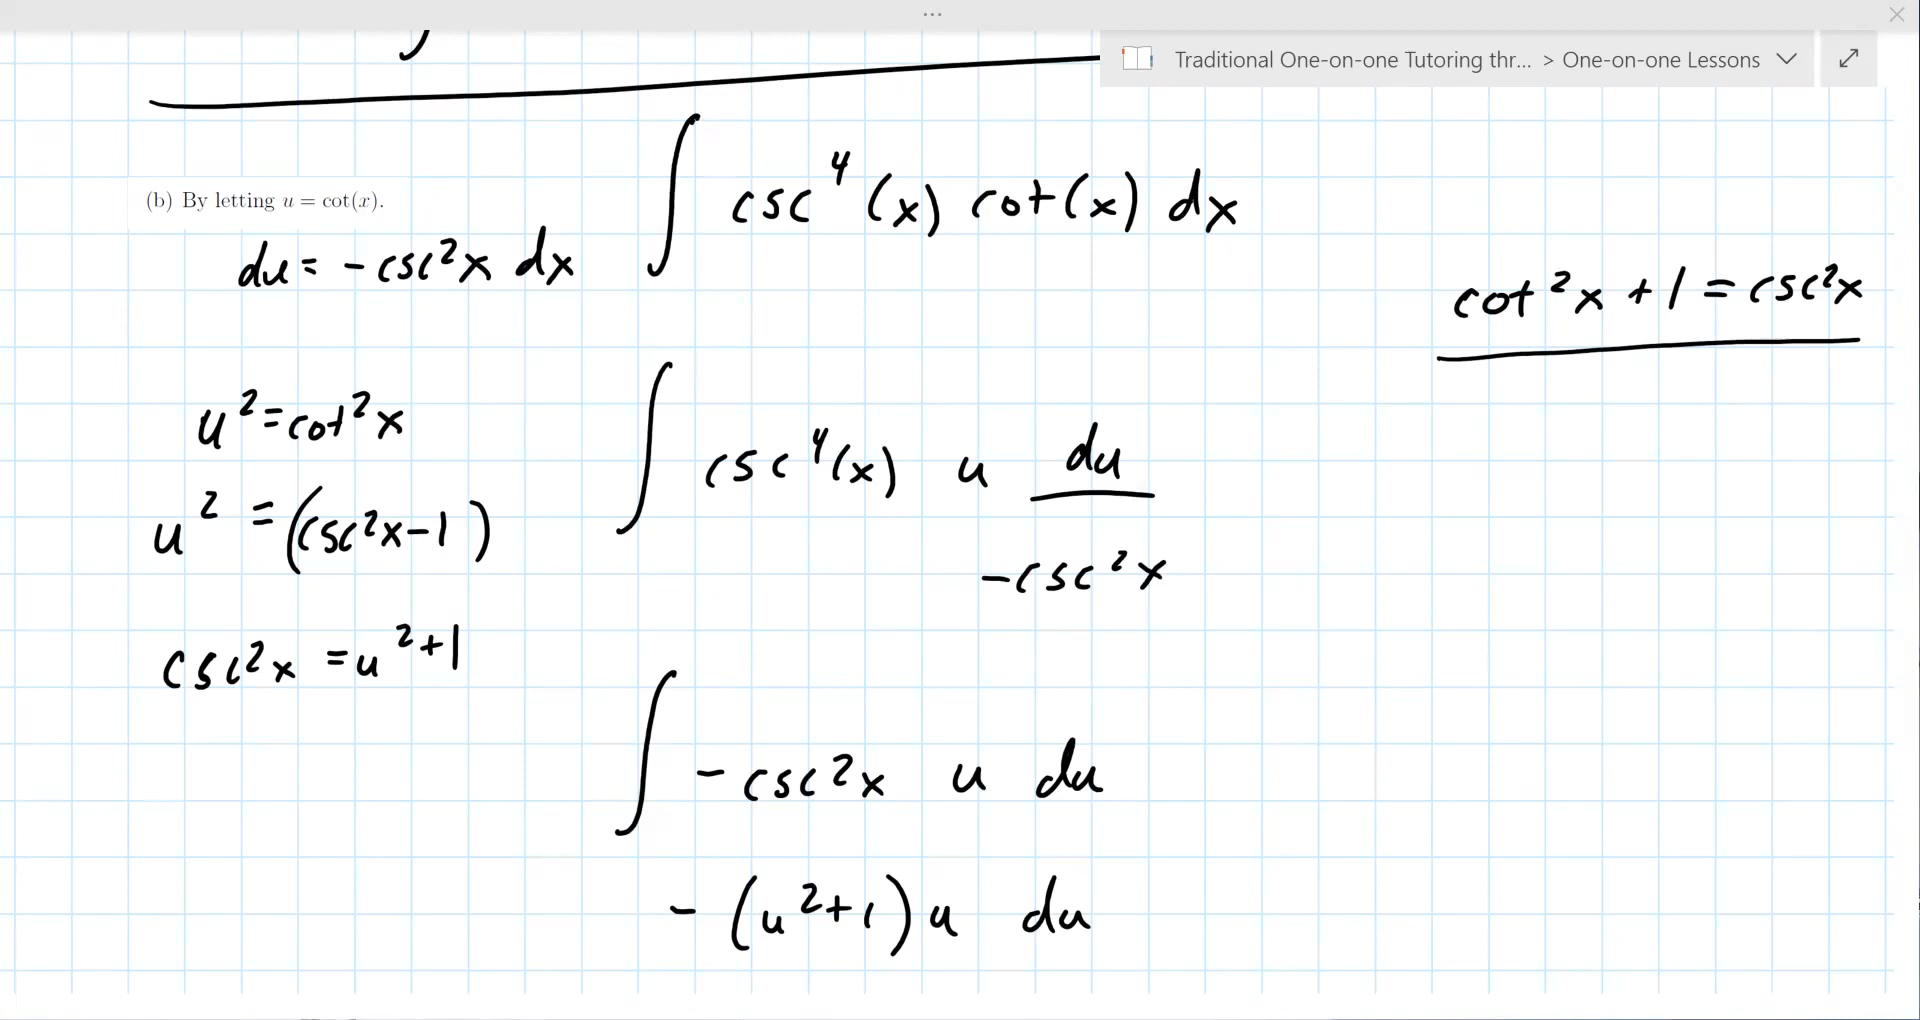 ...
Traditional One-on-one Tutoring thr... > One-on-one Lessons
∫ csc⁴(x) cot(x) dx
(b) By letting u = cot(x).
du = -csc²x dx
cot²x + 1 = csc²x
u² = cot²x
∫ csc⁴(x) u du
-csc²x
u² = (csc²x-1)
csc²x = u²+1
∫ -csc²x u du
-(u²+1)u du